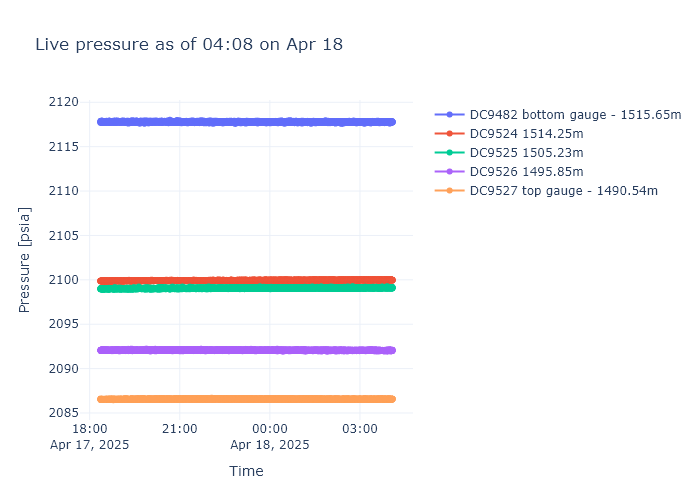 Live pressure as of 04:08 on Apr 18
2120
2115
2110
2105
2100
2095
2090
2085
Pressure [psia]
18:00
Apr 17, 2025
21:00
00:00
Apr 18, 2025
03:00
Time
DC9482 bottom gauge - 1515.65m
DC9524 1514.25m
DC9525 1505.23m
DC9526 1495.85m
DC9527 top gauge - 1490.54m